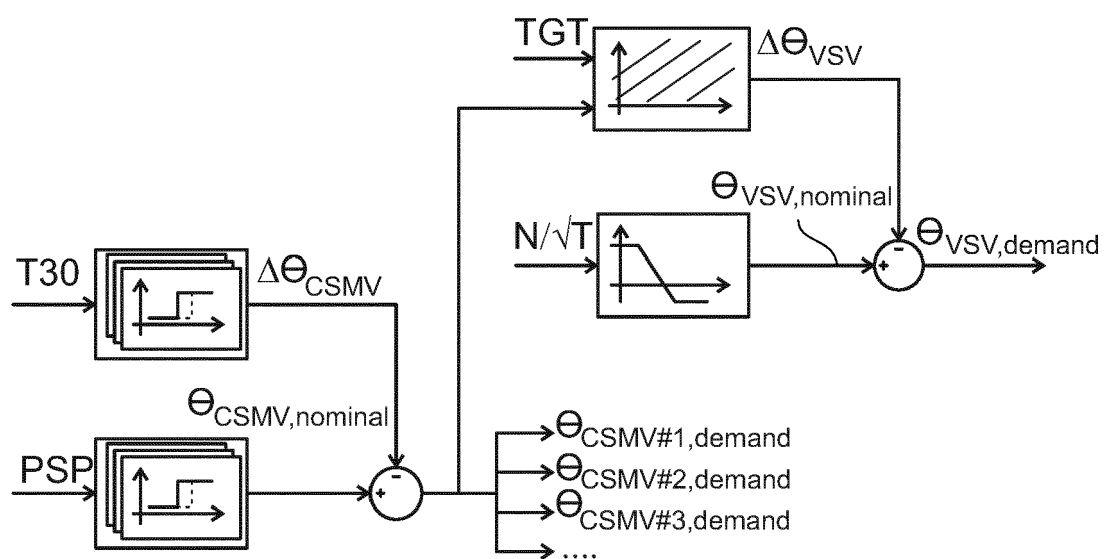 TGT
ΔΘVSV
ΘVSV,nominal
N/√T
ΘVSV,demand
T30
ΔΘCSMV
ΘCSMV,nominal
PSP
ΘCSMV#1,demand
ΘCSMV#2,demand
ΘCSMV#3,demand
....